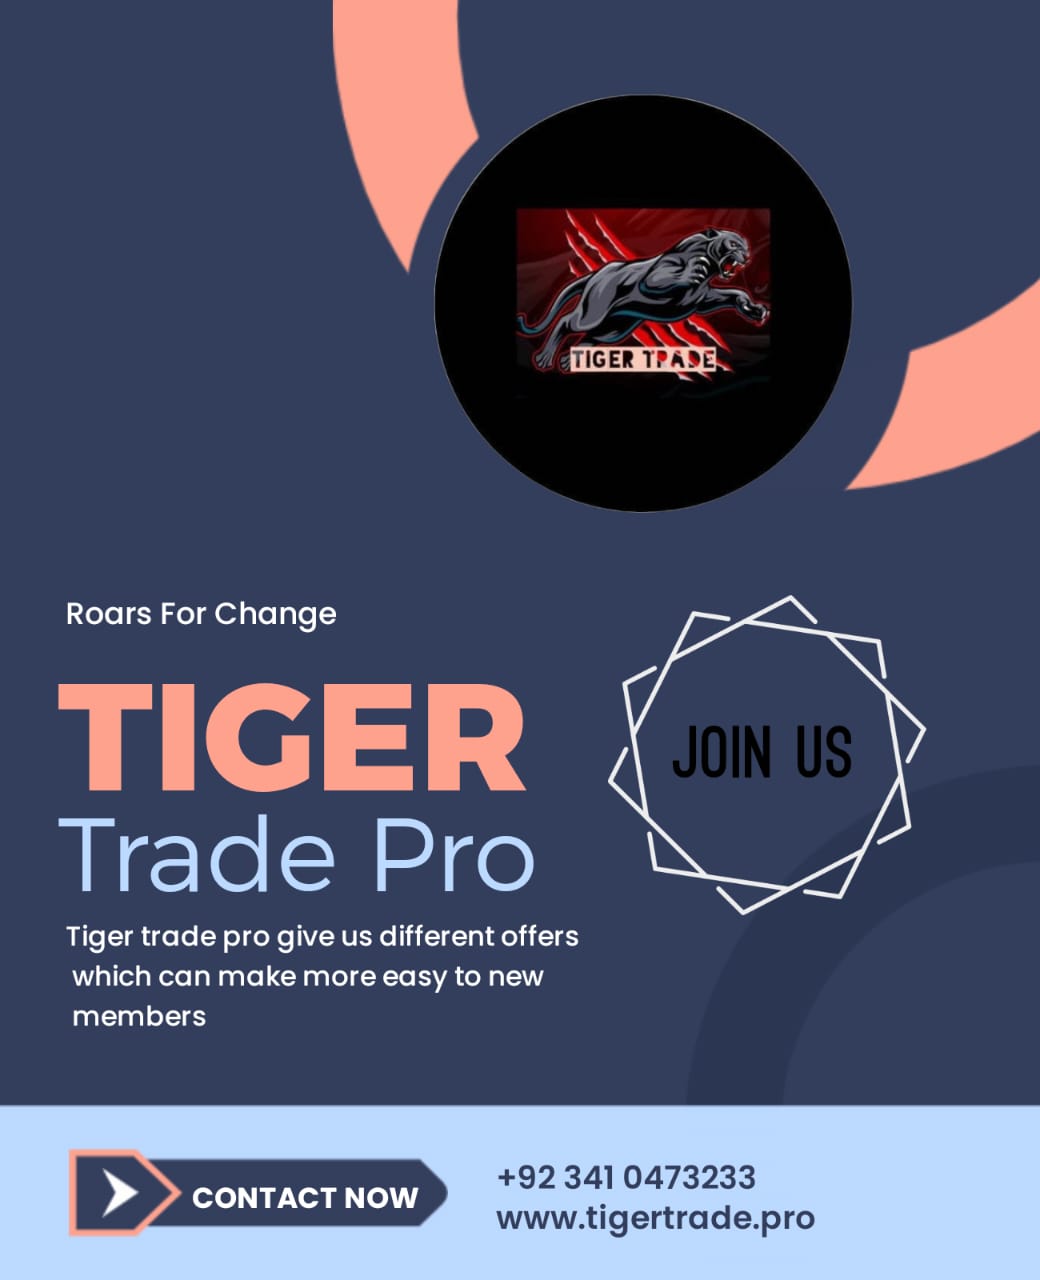 TIGER TRADE
Roars For Change
TIGER
Trade Pro
JOIN US
Tiger trade pro give us different offers
which can make more easy to new
members
CONTACT NOW
+92 341 0473233
www.tigertrade.pro